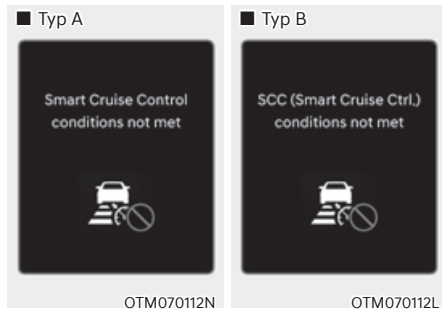 ■ Typ A
Smart Cruise Control
conditions not met
OTM070112N
■ Typ B
SCC (Smart Cruise Ctrl.)
conditions not met
OTM070112L